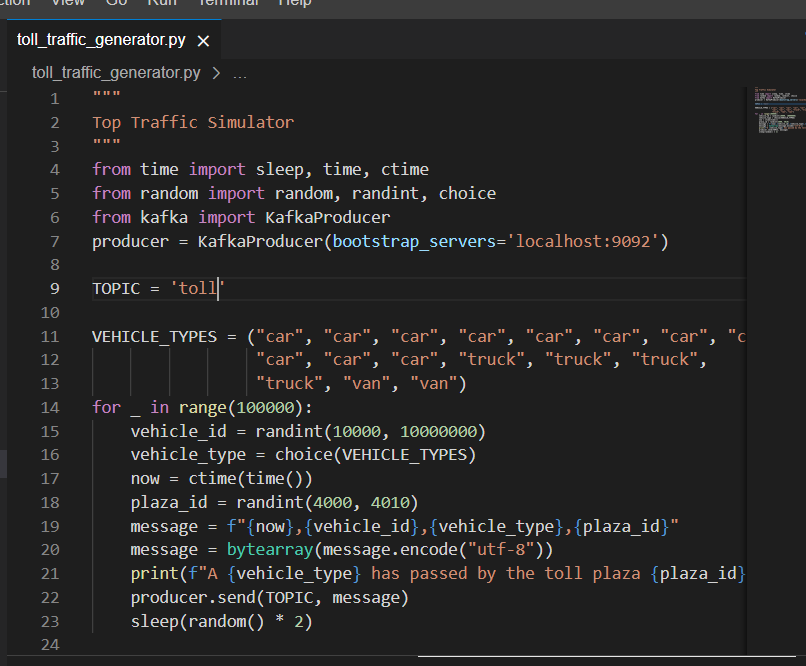 View Go Run Terminal Help
toll_traffic_generator.py ×
toll_traffic_generator.py > ...
1 """
2 Top Traffic Simulator
3 """
4 from time import sleep, time, ctime
5 from random import random, randint, choice
6 from kafka import KafkaProducer
7 producer = KafkaProducer(bootstrap_servers='localhost:9092')
8
9 TOPIC = 'toll'
10
11 VEHICLE_TYPES = ("car", "car", "car", "car", "car", "car", "car", "c
12 "car", "car", "car", "truck", "truck", "truck",
13 "truck", "van", "van")
14 for _ in range(100000):
15 vehicle_id = randint(10000, 10000000)
16 vehicle_type = choice(VEHICLE_TYPES)
17 now = ctime(time())
18 plaza_id = randint(4000, 4010)
19 message = f"{now},{vehicle_id},{vehicle_type},{plaza_id}"
20 message = bytearray(message.encode("utf-8"))
21 print(f"A {vehicle_type} has passed by the toll plaza {plaza_id}
22 producer.send(TOPIC, message)
23 sleep(random() * 2)
24